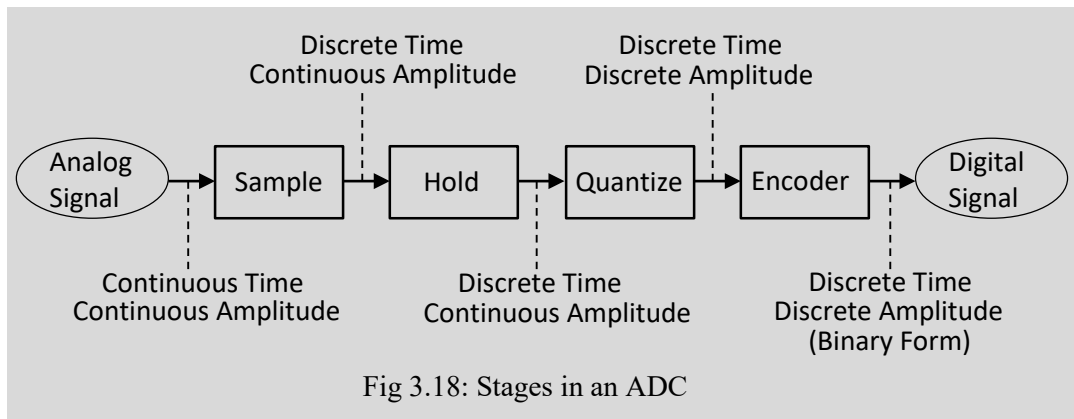 Discrete Time
Continuous Amplitude
Discrete Time
Discrete Amplitude
Analog
Signal
Sample
Hold
Quantize
Encoder
Digital
Signal
Continuous Time
Continuous Amplitude
Discrete Time
Continuous Amplitude
Discrete Time
Discrete Amplitude
(Binary Form)
Fig 3.18: Stages in an ADC